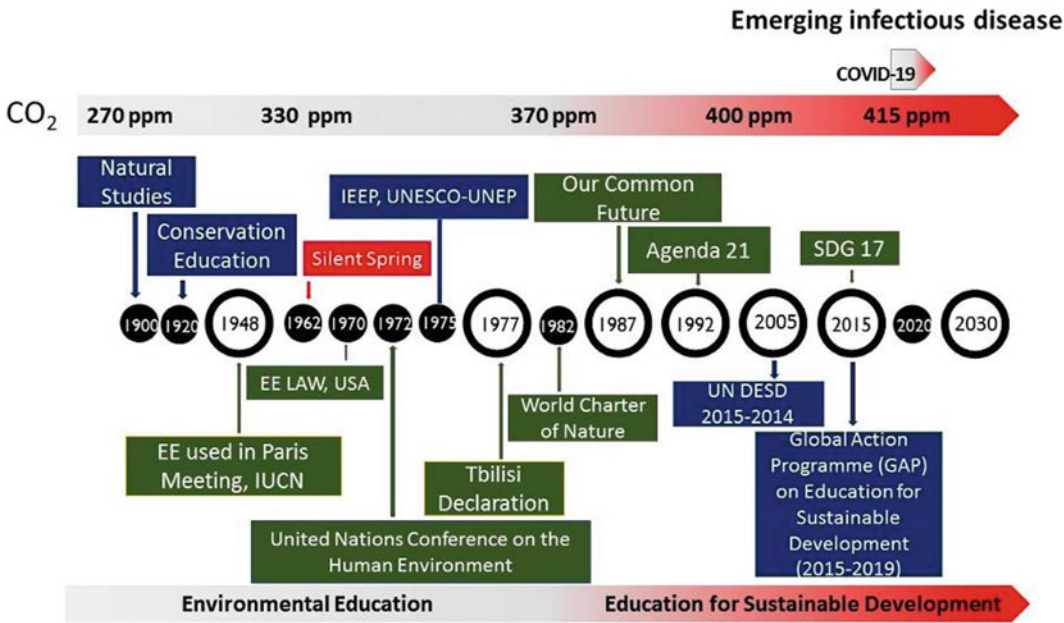 Emerging infectious disease
COVID-19
CO₂ 270 ppm 330 ppm 370 ppm 400 ppm 415 ppm
Natural
Studies
Conservation
Education
Silent Spring
IEEP, UNESCO-UNEP
Our Common
Future
Agenda 21
SDG 17
1900 1920 1948 1962 1970 1972 1975 1977 1982 1987 1992 2005 2015 2020 2030
EE LAW, USA
EE used in Paris
Meeting, IUCN
United Nations Conference on the
Human Environment
Tbilisi
Declaration
World Charter
of Nature
UN DESD
2015-2014
Global Action
Programme (GAP)
on Education for
Sustainable
Development
(2015-2019)
Environmental Education Education for Sustainable Development